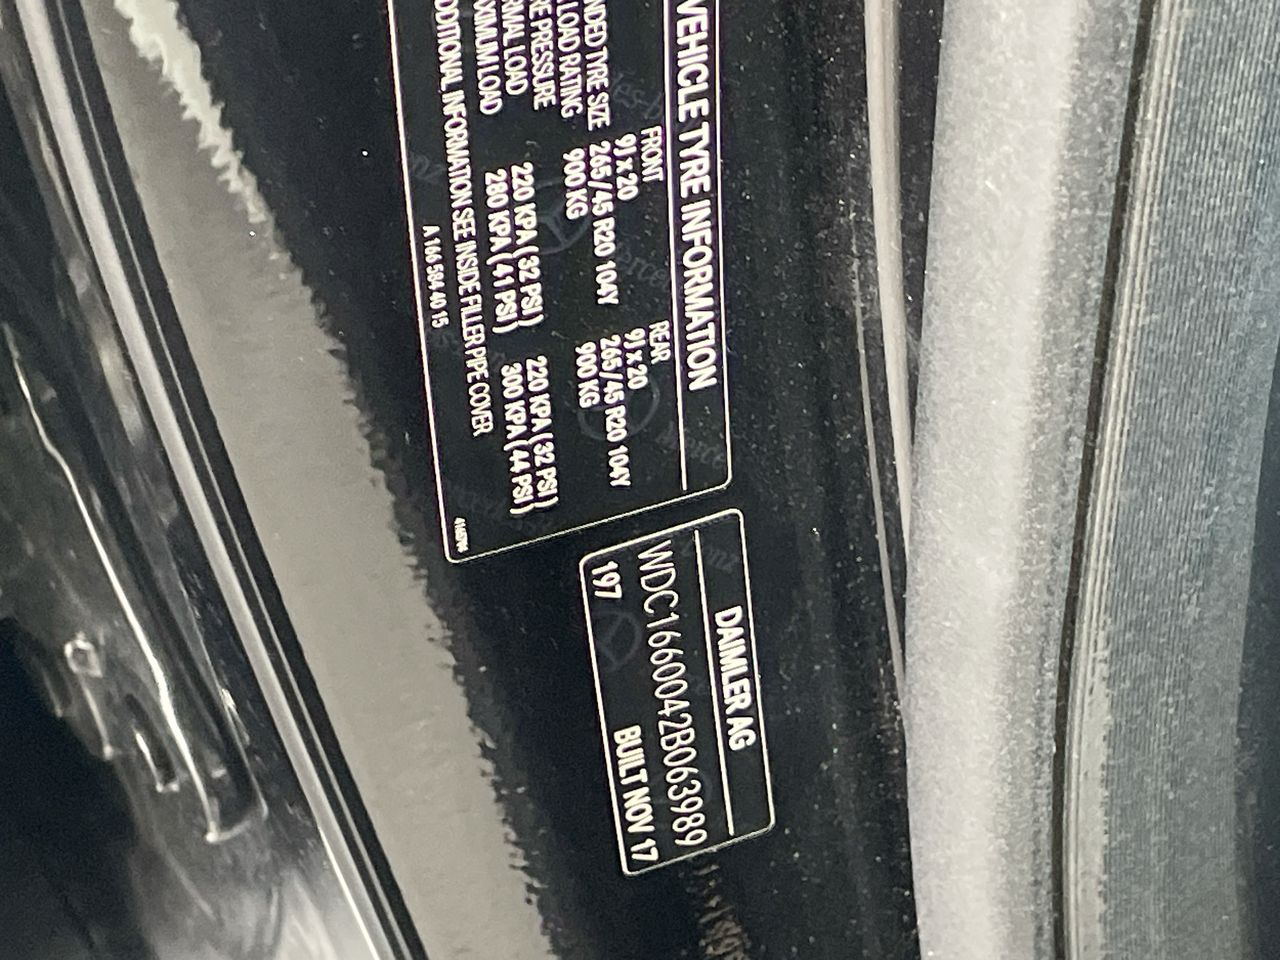 VEHICLE TYRE INFORMATION
FRONT REAR
9J x 20 9J x 20
NDED TYRE SIZE 265/45 R20 104Y 265/45 R20 104Y
LOAD RATING 900 KG 900 KG
RE PRESSURE
RMAL LOAD 220 KPA (32 PSI) 220 KPA (32 PSI)
XIMUM LOAD 280 KPA (41 PSI) 300 KPA (44 PSI)
DDITIONAL INFORMATION SEE INSIDE FILLER PIPE COVER
A 166 584 40 15
DAIMLER AG
WDC1660042B063989
197 BUILT NOV 17